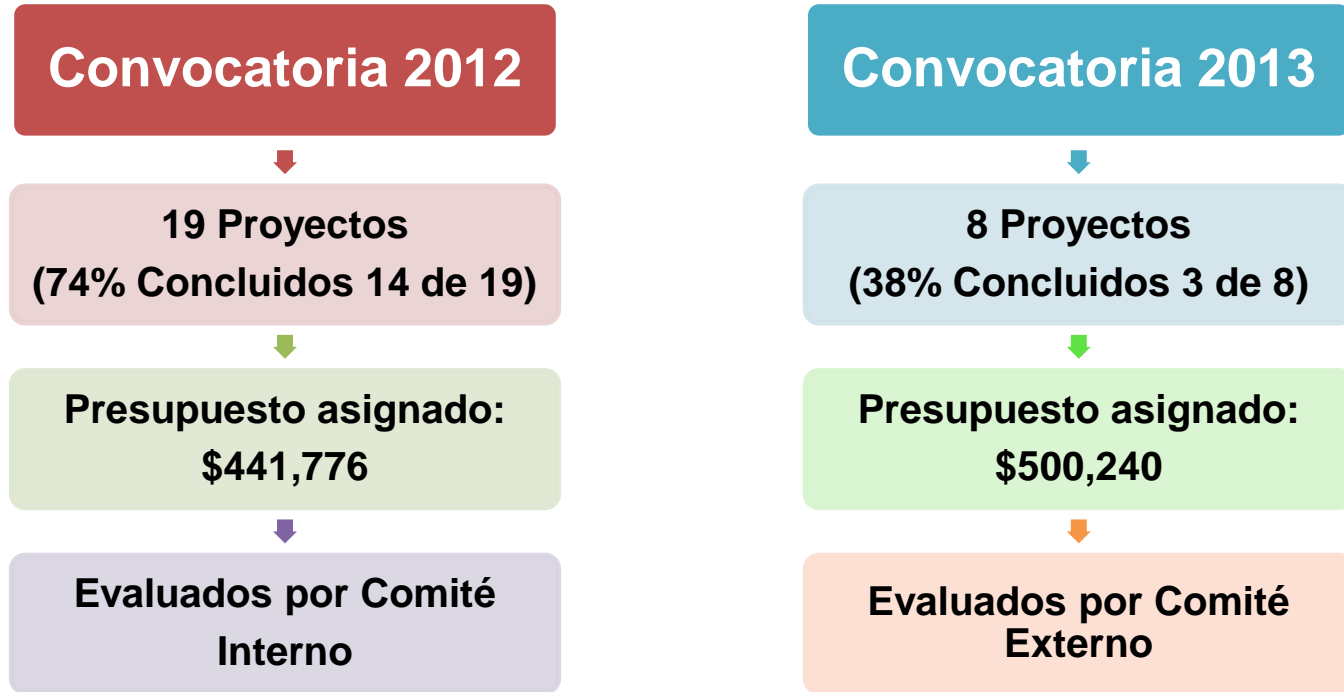 Convocatoria 2012
19 Proyectos
(74% Concluidos 14 de 19)
Presupuesto asignado:
$441,776
Evaluados por Comité
Interno
Convocatoria 2013
8 Proyectos
(38% Concluidos 3 de 8)
Presupuesto asignado:
$500,240
Evaluados por Comité
Externo